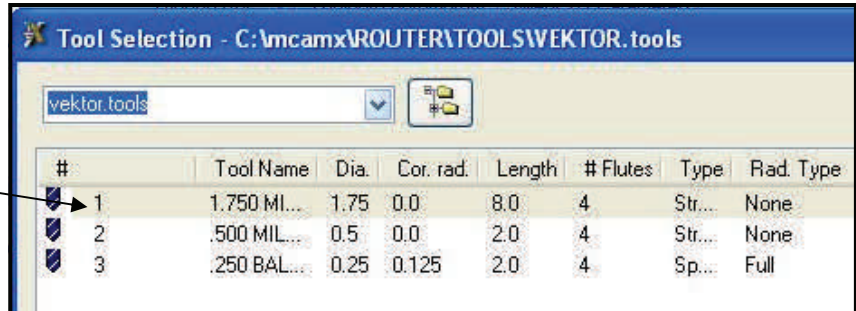 Tool Selection - C:\mcamx\ROUTER\TOOLS\VEKTOR.tools
vektor.tools
# Tool Name Dia. Cor. rad. Length # Flutes Type Rad. Type
1 1.750 MI... 1.75 0.0 8.0 4 Str... None
2 .500 MIL... 0.5 0.0 2.0 4 Str... None
3 .250 BAL... 0.25 0.125 2.0 4 Sp... Full